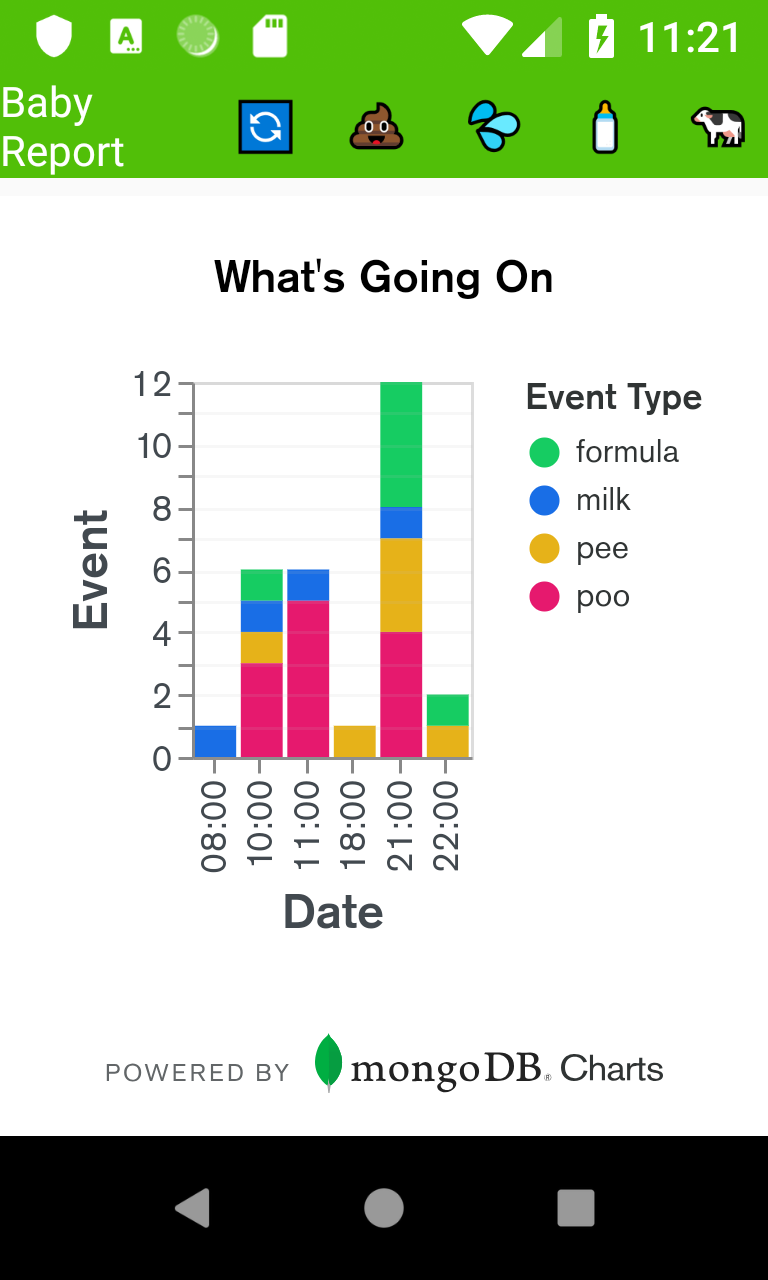 11:21
Baby
Report
What's Going On
12
10
8
6
4
2
0
Event
08:00
10:00
11:00
18:00
21:00
22:00
Date
Event Type
formula
milk
pee
poo
POWERED BY mongoDB® Charts
A